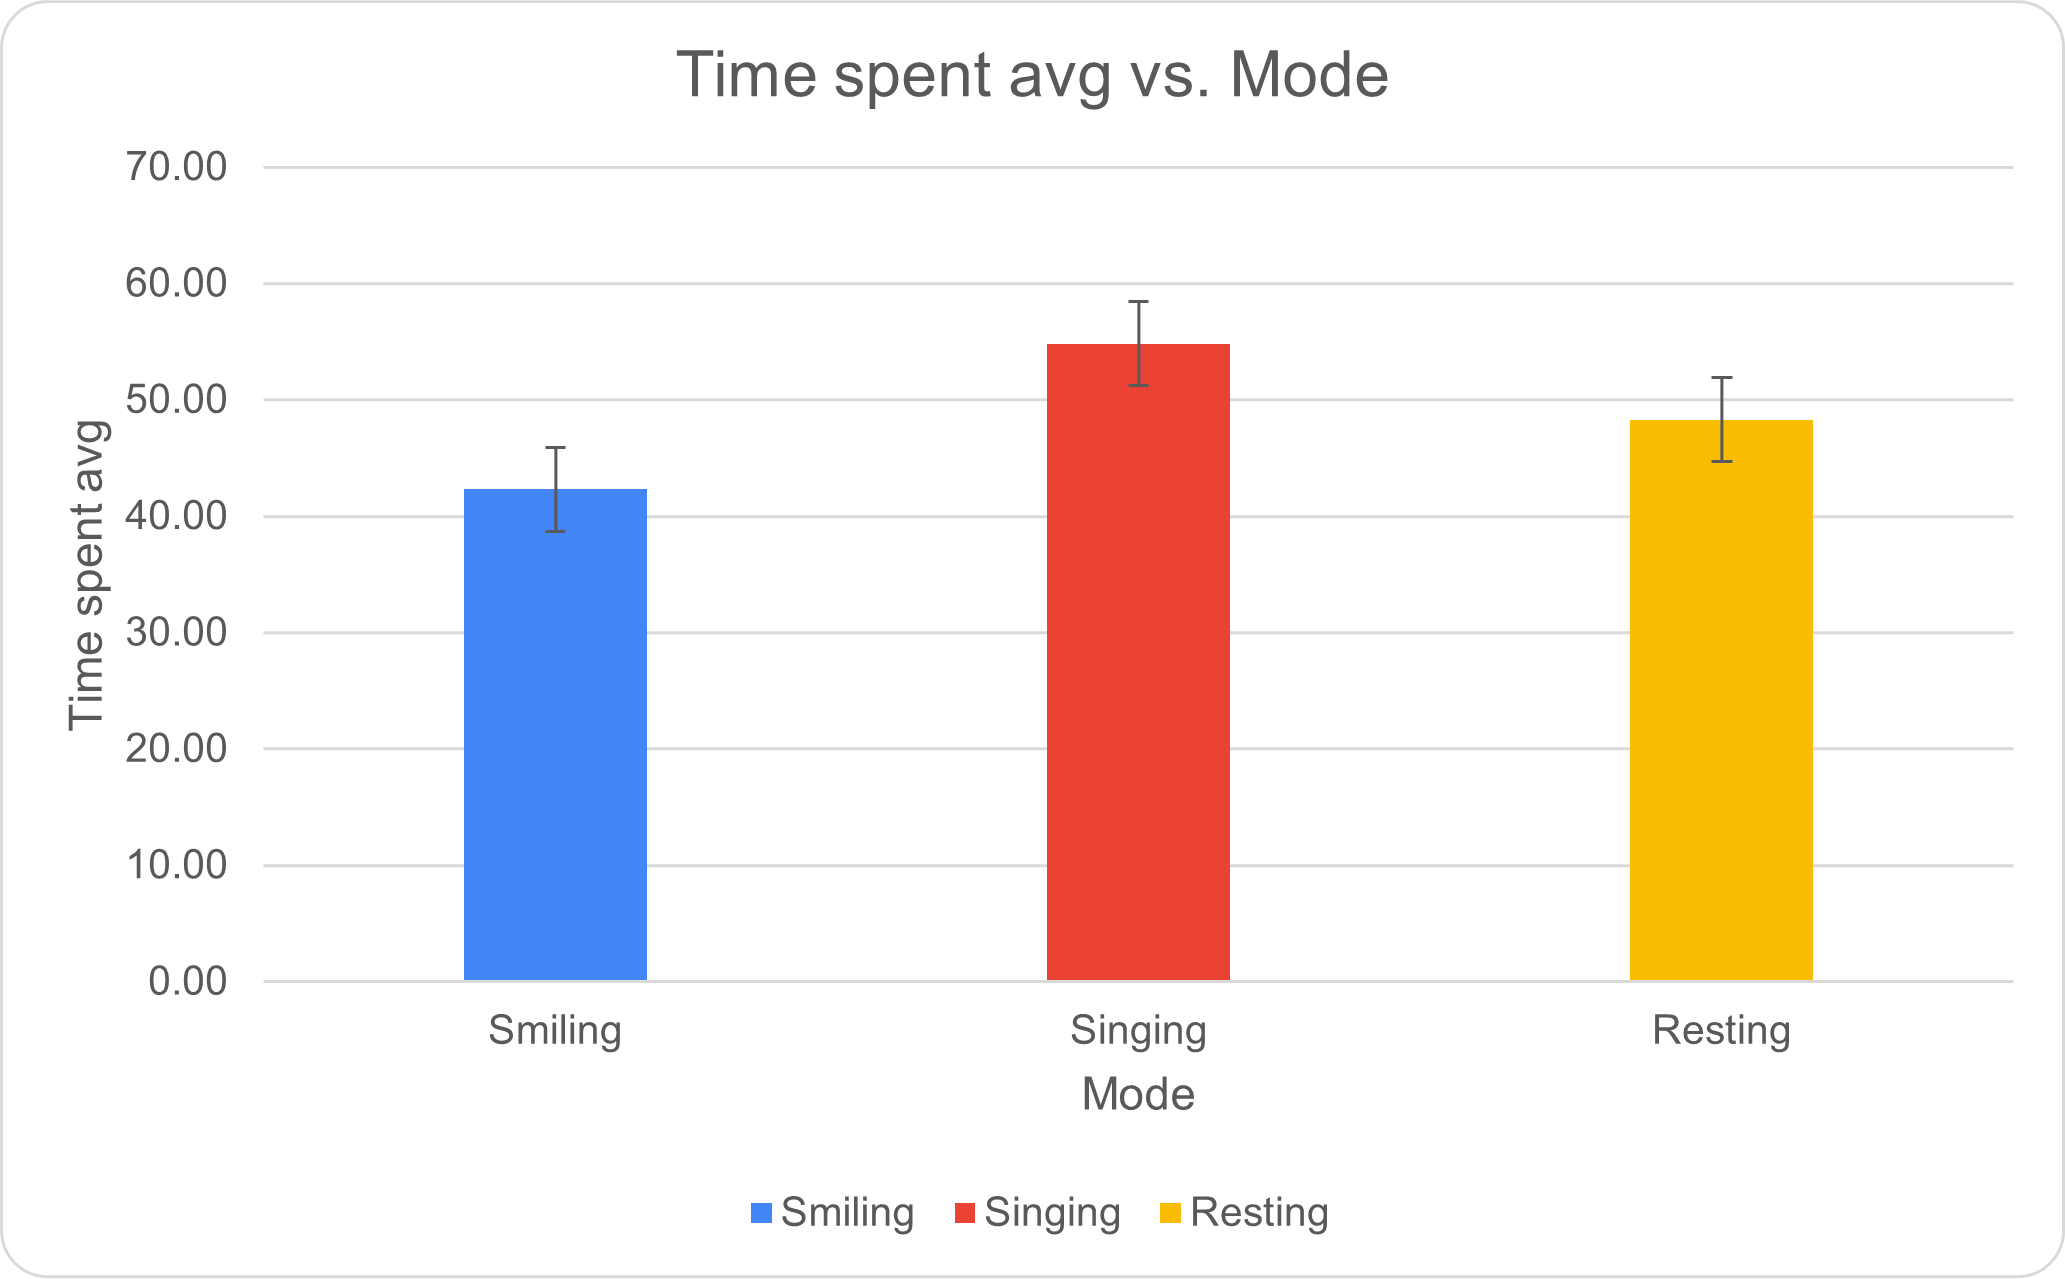 Time spent avg vs. Mode
70.00
60.00
50.00
40.00
30.00
20.00
10.00
0.00
Time spent avg
Smiling Singing Resting
Mode
Smiling Singing Resting